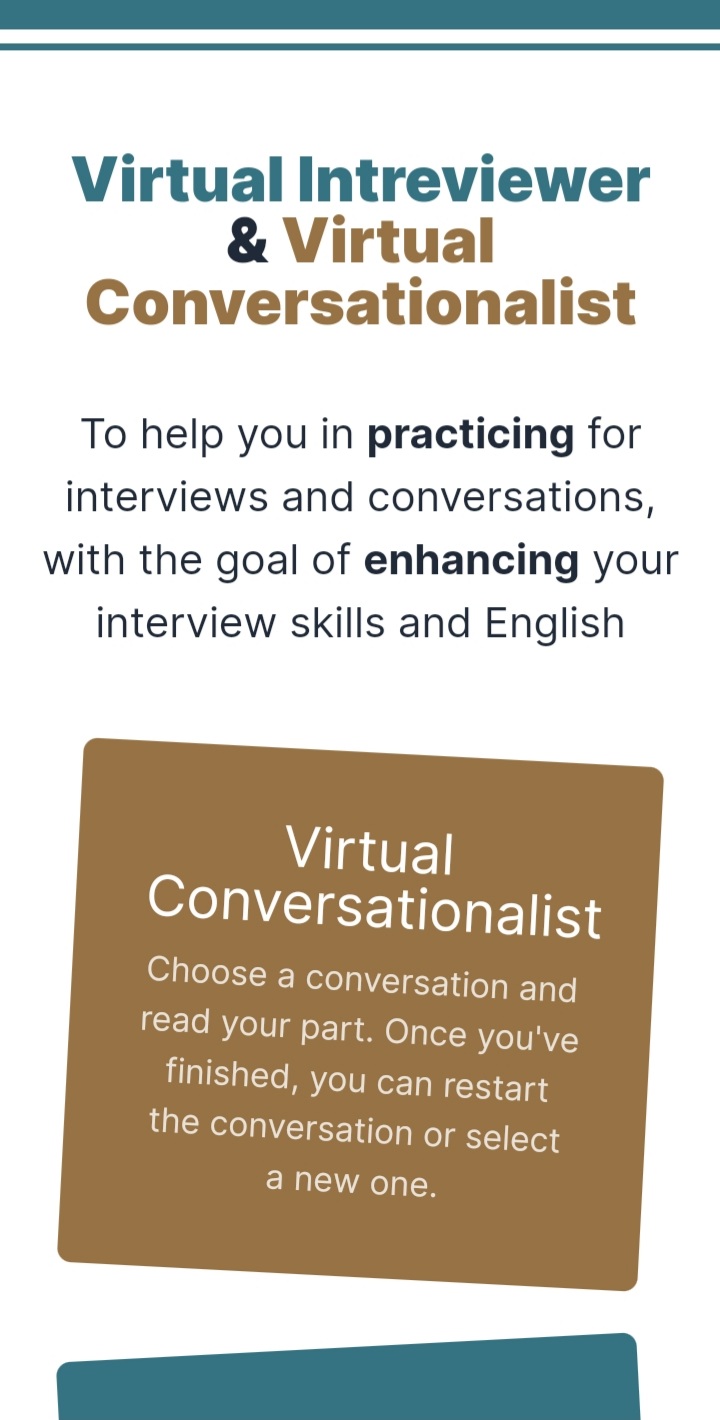 Virtual Intreviewer
& Virtual
Conversationalist
To help you in practicing for
interviews and conversations,
with the goal of enhancing your
interview skills and English
Virtual
Conversationalist
Choose a conversation and
read your part. Once you've
finished, you can restart
the conversation or select
a new one.